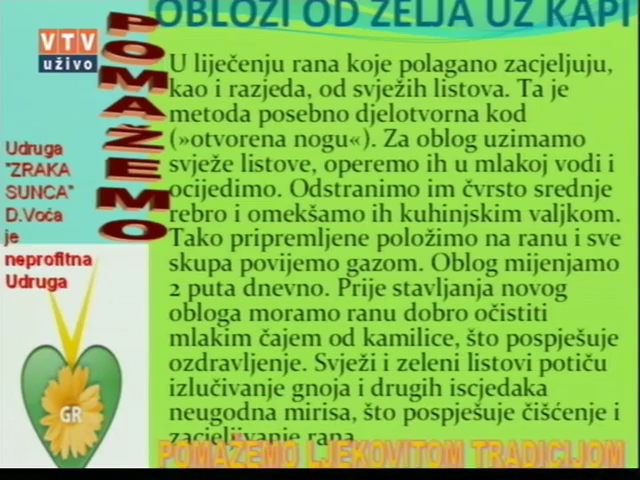 OBLOZI OD ZELJA UZ KAPI
VTV
uživo
POMAŽEMO
U liječenju rana koje polagano zacjeljuju,
kao i razjeda, od svježih listova. Ta je
metoda posebno djelotvorna kod
(»otvorena nogu«). Za oblog uzimamo
svježe listove, operemo ih u mlakoj vodi i
ocijedimo. Odstranimo im čvrsto srednje
rebro i omekšamo ih kuhinjskim valjkom.
Tako pripremljene položimo na ranu i sve
skupa povijemo gazom. Oblog mijenjamo
2 puta dnevno. Prije stavljanja novog
obloga moramo ranu dobro očistiti
mlakim čajem od kamilice, što pospješuje
ozdravljenje. Svježi i zeleni listovi potiču
izlučivanje gnoja i drugih iscjedaka
neugodna mirisa, što pospješuje čišćenje i
zacjeljivanje rana
Udruga
"ZRAKA
SUNCA"
D.Voća
je
neprofitna
Udruga
GR
POMAŽEMO LJEKOVITOM TRADICIJOM